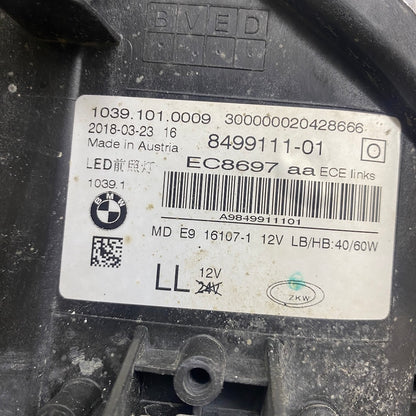 B V E D
1039.101.0009 300000020428666
2018-03-23 16 8499111-01
Made in Austria
LED前照灯 EC8697 aa ECE links
1039.1
BMW
A9849911101
MD E9 16107-1 12V LB/HB:40/60W
LL 12V
24V
ZKW